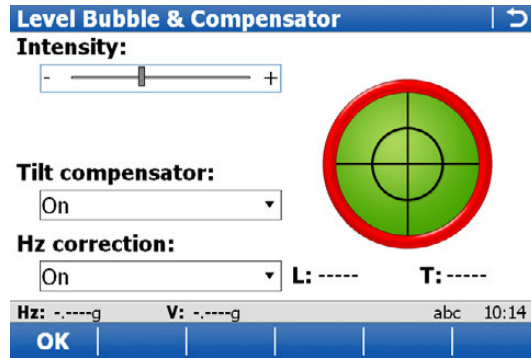 Level Bubble & Compensator
Intensity:
- +
Tilt compensator:
On
Hz correction:
On
L: ----- T: -----
Hz: -.----g V: -.----g abc 10:14
OK